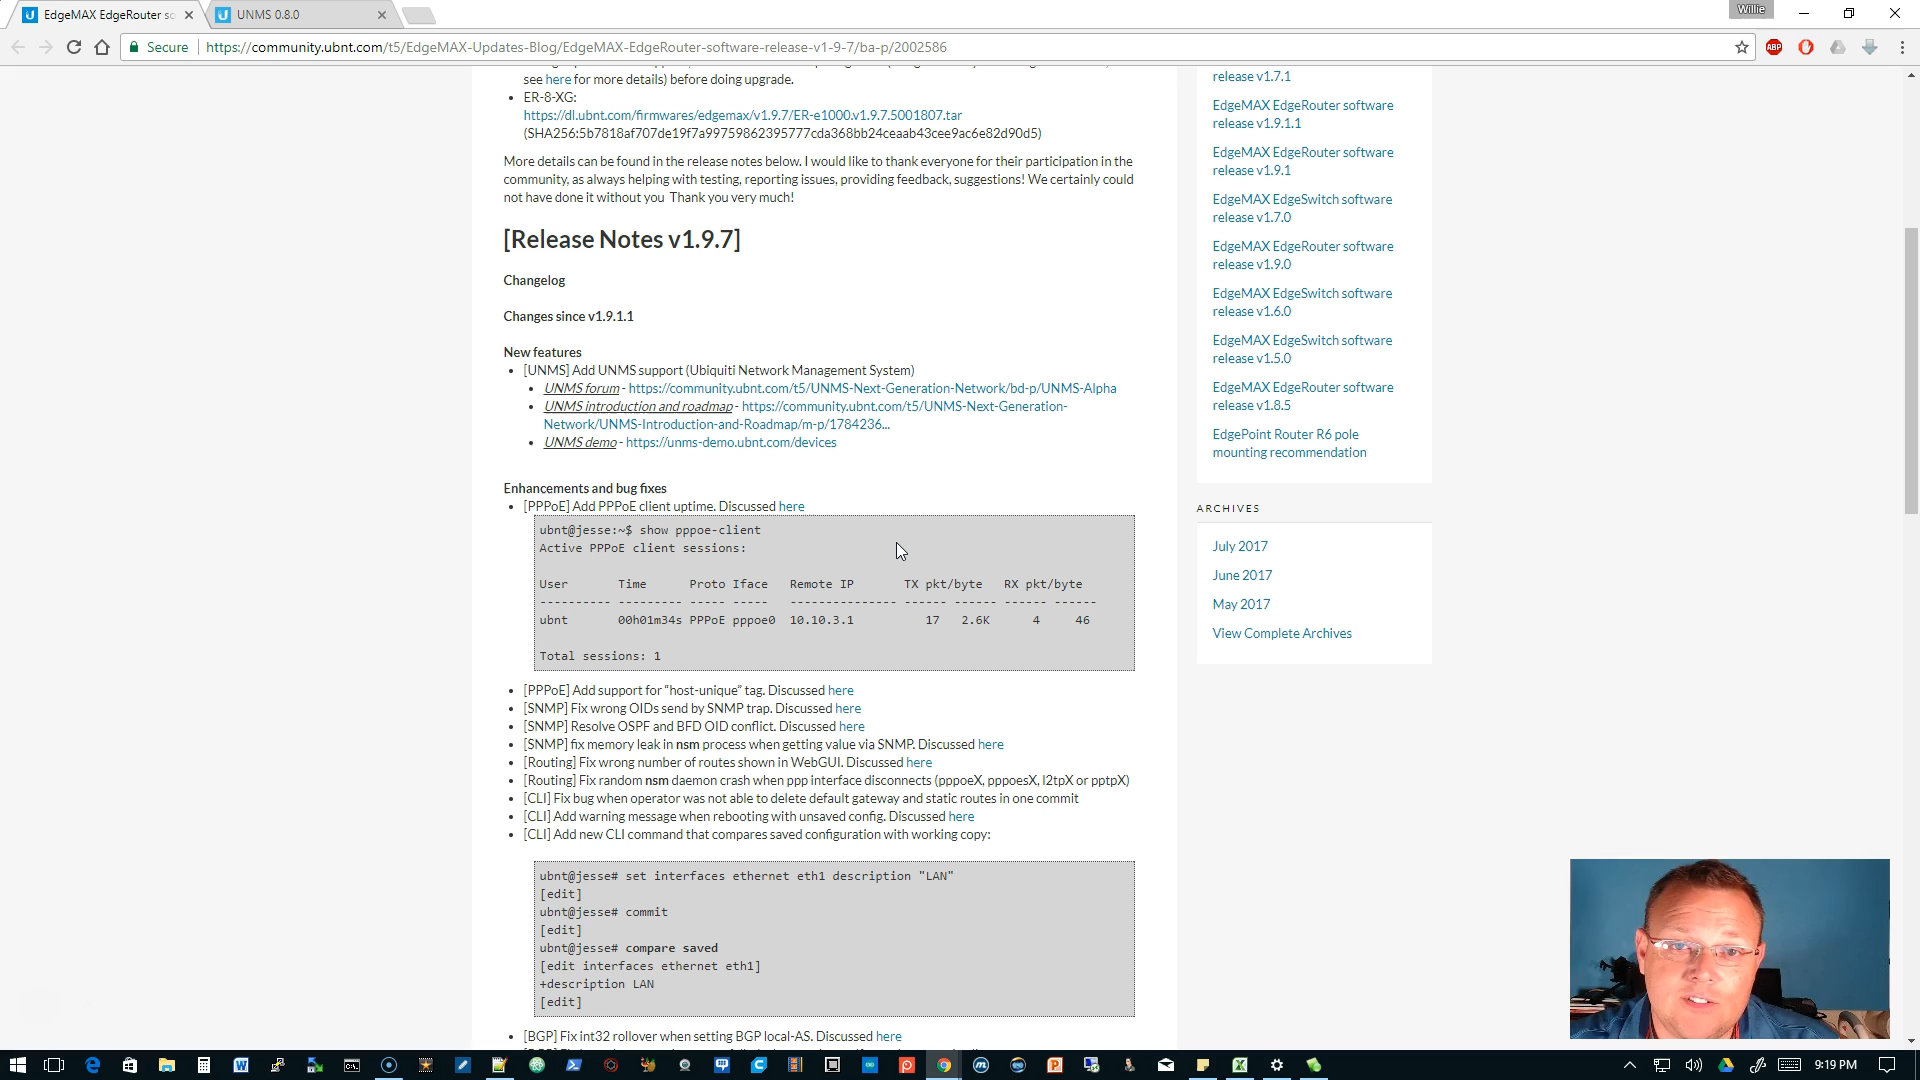 EdgeMAX EdgeRouter so
UNMS 0.8.0
Willie
Secure
https://community.ubnt.com/t5/EdgeMAX-Updates-Blog/EdgeMAX-EdgeRouter-software-release-v1-9-7/ba-p/2002586
see here for more details) before doing upgrade.
ER-8-XG:
https://dl.ubnt.com/firmwares/edgemax/v1.9.7/ER-e1000.v1.9.7.5001807.tar
(SHA256:5b7818af707de19f7a99759862395777cda368bb24ceaab43cee9ac6e82d90d5)
More details can be found in the release notes below. I would like to thank everyone for their participation in the
community, as always helping with testing, reporting issues, providing feedback, suggestions! We certainly could
not have done it without you  Thank you very much!
[Release Notes v1.9.7]
Changelog
Changes since v1.9.1.1
New features
[UNMS] Add UNMS support (Ubiquiti Network Management System)
UNMS forum - https://community.ubnt.com/t5/UNMS-Next-Generation-Network/bd-p/UNMS-Alpha
UNMS introduction and roadmap - https://community.ubnt.com/t5/UNMS-Next-Generation-
Network/UNMS-Introduction-and-Roadmap/m-p/1784236...
UNMS demo - https://unms-demo.ubnt.com/devices
Enhancements and bug fixes
[PPPoE] Add PPPoE client uptime. Discussed here
ubnt@jesse:~$ show pppoe-client
Active PPPoE client sessions:
User       Time      Proto Iface   Remote IP       TX pkt/byte   RX pkt/byte
---------- --------- ----- -----   --------------- ------ ------ ------ ------
ubnt       00h01m34s PPPoE pppoe0  10.10.3.1          17   2.6K      4     46
Total sessions: 1
[PPPoE] Add support for “host-unique” tag. Discussed here
[SNMP] Fix wrong OIDs send by SNMP trap. Discussed here
[SNMP] Resolve OSPF and BFD OID conflict. Discussed here
[SNMP] fix memory leak in nsm process when getting value via SNMP. Discussed here
[Routing] Fix wrong number of routes shown in WebGUI. Discussed here
[Routing] Fix random nsm daemon crash when ppp interface disconnects (pppoeX, pppoesX, l2tpX or pptpX)
[CLI] Fix bug when operator was not able to delete default gateway and static routes in one commit
[CLI] Add warning message when rebooting with unsaved config. Discussed here
[CLI] Add new CLI command that compares saved configuration with working copy:
ubnt@jesse# set interfaces ethernet eth1 description "LAN"
[edit]
ubnt@jesse# commit
[edit]
ubnt@jesse# compare saved
[edit interfaces ethernet eth1]
+description LAN
[edit]
[BGP] Fix int32 rollover when setting BGP local-AS. Discussed here
release v1.7.1
EdgeMAX EdgeRouter software
release v1.9.1.1
EdgeMAX EdgeRouter software
release v1.9.1
EdgeMAX EdgeSwitch software
release v1.7.0
EdgeMAX EdgeRouter software
release v1.9.0
EdgeMAX EdgeSwitch software
release v1.6.0
EdgeMAX EdgeSwitch software
release v1.5.0
EdgeMAX EdgeRouter software
release v1.8.5
EdgePoint Router R6 pole
mounting recommendation
ARCHIVES
July 2017
June 2017
May 2017
View Complete Archives
9:19 PM